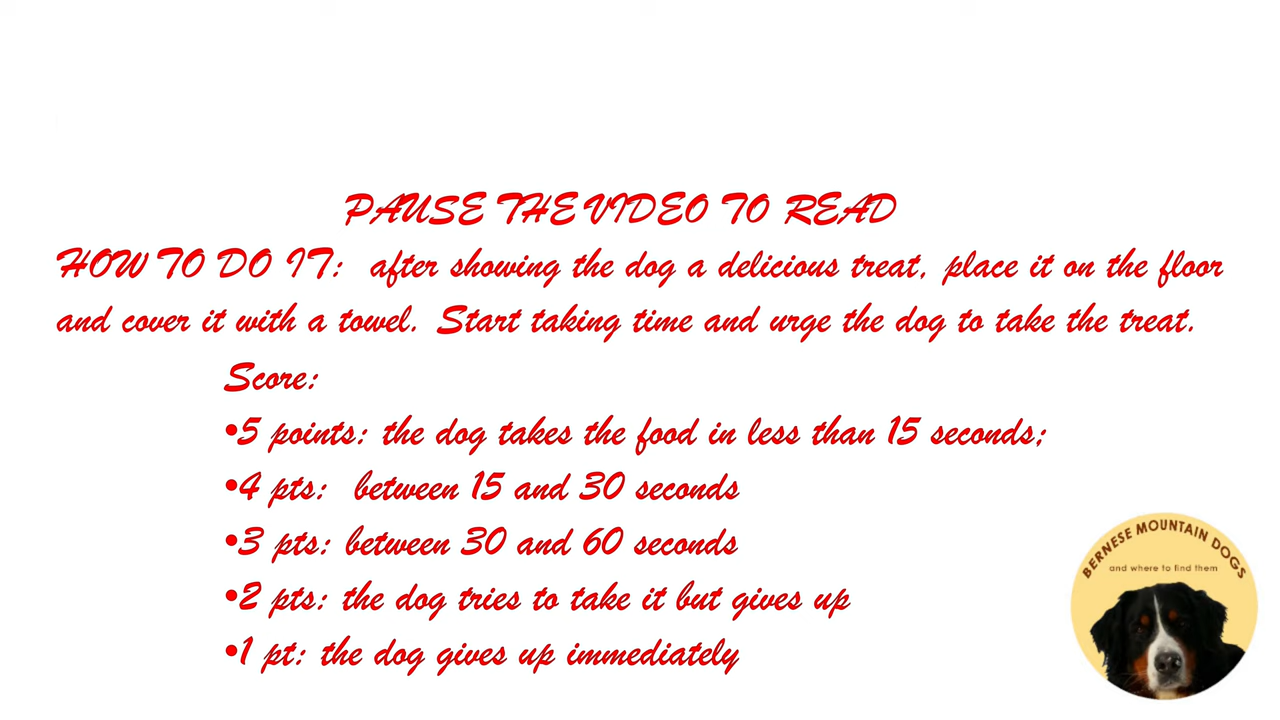 PAUSE THE VIDEO TO READ
HOW TO DO IT: after showing the dog a delicious treat, place it on the floor
and cover it with a towel. Start taking time and urge the dog to take the treat.
Score:
•5 points: the dog takes the food in less than 15 seconds;
•4 pts: between 15 and 30 seconds
•3 pts: between 30 and 60 seconds
•2 pts: the dog tries to take it but gives up
•1 pt: the dog gives up immediately
BERNESE MOUNTAIN DOGS
and where to find them